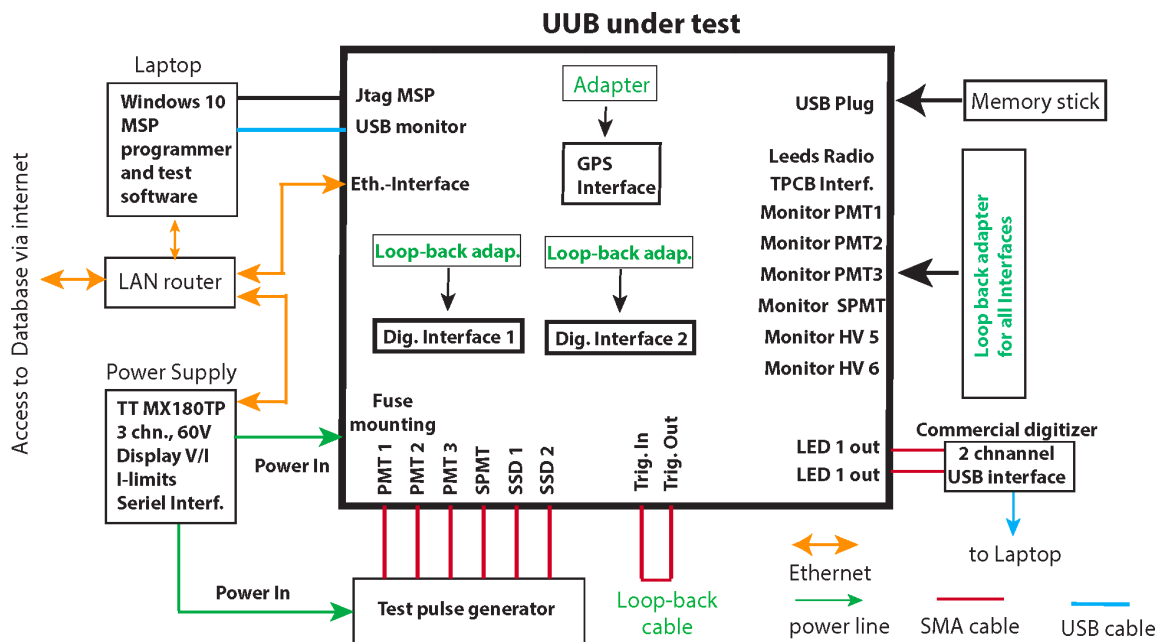 UUB under test
Laptop
Windows 10
MSP
programmer
and test
software
Jtag MSP
USB monitor
Eth.-Interface
Adapter
GPS
Interface
USB Plug
Memory stick
Leeds Radio
TPCB Interf.
Monitor PMT1
Monitor PMT2
Monitor PMT3
Monitor SPMT
Monitor HV 5
Monitor HV 6
Loop back adapter
for all Interfaces
Access to Database via internet
LAN router
Loop-back adap.
Loop-back adap.
Dig. Interface 1
Dig. Interface 2
Power Supply
TT MX180TP
3 chn., 60V
Display V/I
I-limits
Seriel Interf.
Power In
Fuse
mounting
PMT 1
PMT 2
PMT 3
SPMT
SSD 1
SSD 2
Trig. In
Trig. Out
LED 1 out
LED 1 out
Commercial digitizer
2 chnannel
USB interface
to Laptop
Power In
Test pulse generator
Loop-back
cable
Ethernet
power line
SMA cable
USB cable